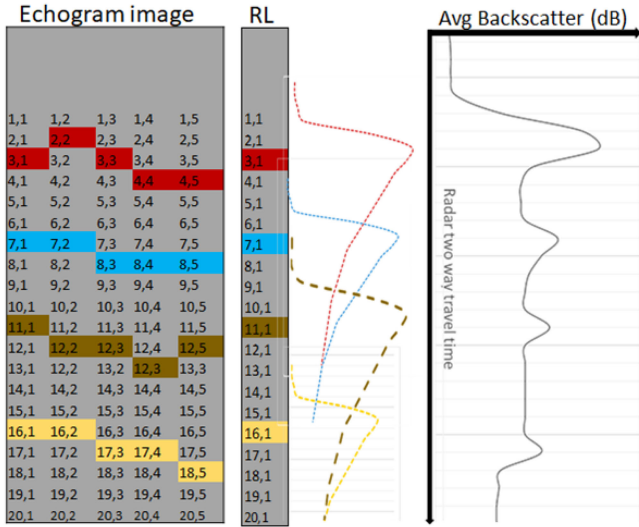 Echogram image
1,1 1,2 1,3 1,4 1,5
2,1 2,2 2,3 2,4 2,5
3,1 3,2 3,3 3,4 3,5
4,1 4,2 4,3 4,4 4,5
5,1 5,2 5,3 5,4 5,5
6,1 6,2 6,3 6,4 6,5
7,1 7,2 7,3 7,4 7,5
8,1 8,2 8,3 8,4 8,5
9,1 9,2 9,3 9,4 9,5
10,1 10,2 10,3 10,4 10,5
11,1 11,2 11,3 11,4 11,5
12,1 12,2 12,3 12,4 12,5
13,1 12,2 13,2 12,3 13,3
14,1 14,2 14,3 14,4 14,5
15,1 15,2 15,3 15,4 15,5
16,1 16,2 16,3 16,4 16,5
17,1 17,2 17,3 17,4 17,5
18,1 18,2 18,3 18,4 18,5
19,1 19,2 19,3 19,4 19,5
20,1 20,2 20,3 20,4 20,5
RL
1,1
2,1
3,1
4,1
5,1
6,1
7,1
8,1
9,1
10,1
11,1
12,1
13,1
14,1
15,1
16,1
17,1
18,1
19,1
20,1
Avg Backscatter (dB)
Radar two way travel time